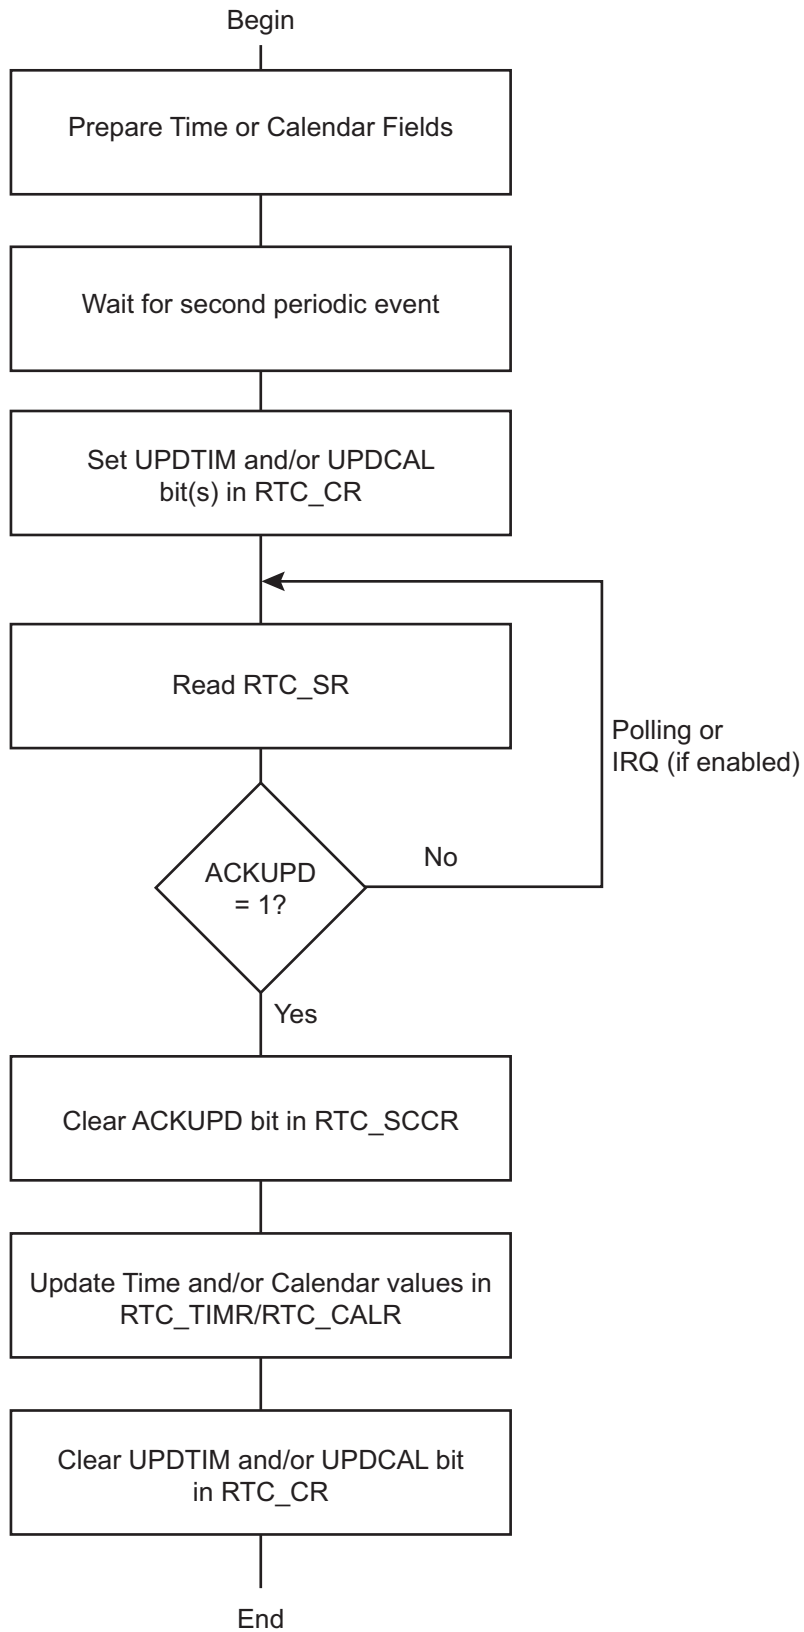 Begin
Prepare Time or Calendar Fields
Wait for second periodic event
Set UPDTIM and/or UPDCAL
bit(s) in RTC_CR
Read RTC_SR
Polling or
IRQ (if enabled)
ACKUPD
= 1?
No
Yes
Clear ACKUPD bit in RTC_SCCR
Update Time and/or Calendar values in
RTC_TIMR/RTC_CALR
Clear UPDTIM and/or UPDCAL bit
in RTC_CR
End